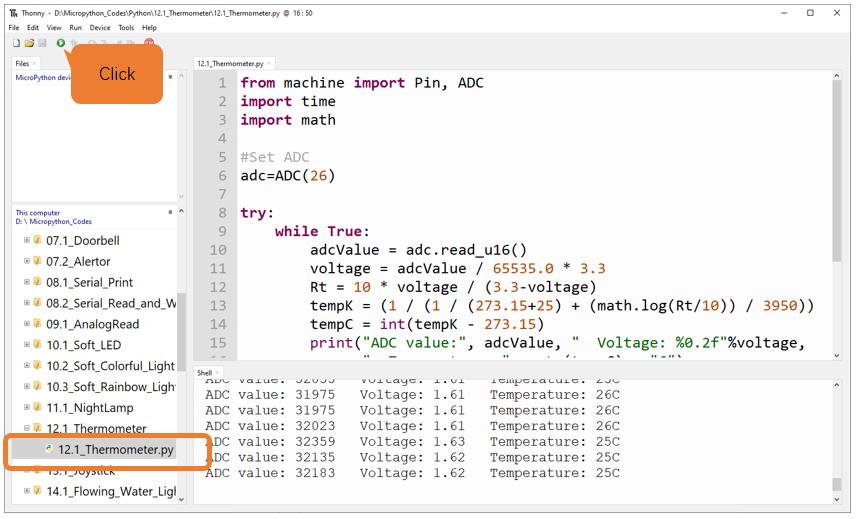 Thonny - D:\Micropython_Codes\Python\12.1_Thermometer\12.1_Thermometer.py @ 16 : 50
File Edit View Run Device Tools Help
Click
Files
MicroPython devi
This computer
D: \ Micropython_Codes
07.1_Doorbell
07.2_Alertor
08.1_Serial_Print
08.2_Serial_Read_and_W
09.1_AnalogRead
10.1_Soft_LED
10.2_Soft_Colorful_Light
10.3_Soft_Rainbow_Ligh
11.1_NightLamp
12.1_Thermometer
12.1_Thermometer.py
13.1_Joystick
14.1_Flowing_Water_Ligh
12.1_Thermometer.py
1 from machine import Pin, ADC
2 import time
3 import math
4
5 #Set ADC
6 adc=ADC(26)
7
8 try:
9 while True:
10 adcValue = adc.read_u16()
11 voltage = adcValue / 65535.0 * 3.3
12 Rt = 10 * voltage / (3.3-voltage)
13 tempK = (1 / (1 / (273.15+25) + (math.log(Rt/10)) / 3950))
14 tempC = int(tempK - 273.15)
15 print("ADC value:", adcValue, "  Voltage: %0.2f"%voltage,
Shell
ADC value: 32055 Voltage: 1.61 Temperature: 25C
ADC value: 31975 Voltage: 1.61 Temperature: 26C
ADC value: 31975 Voltage: 1.61 Temperature: 26C
ADC value: 32023 Voltage: 1.61 Temperature: 26C
ADC value: 32359 Voltage: 1.63 Temperature: 25C
ADC value: 32135 Voltage: 1.62 Temperature: 25C
ADC value: 32183 Voltage: 1.62 Temperature: 25C